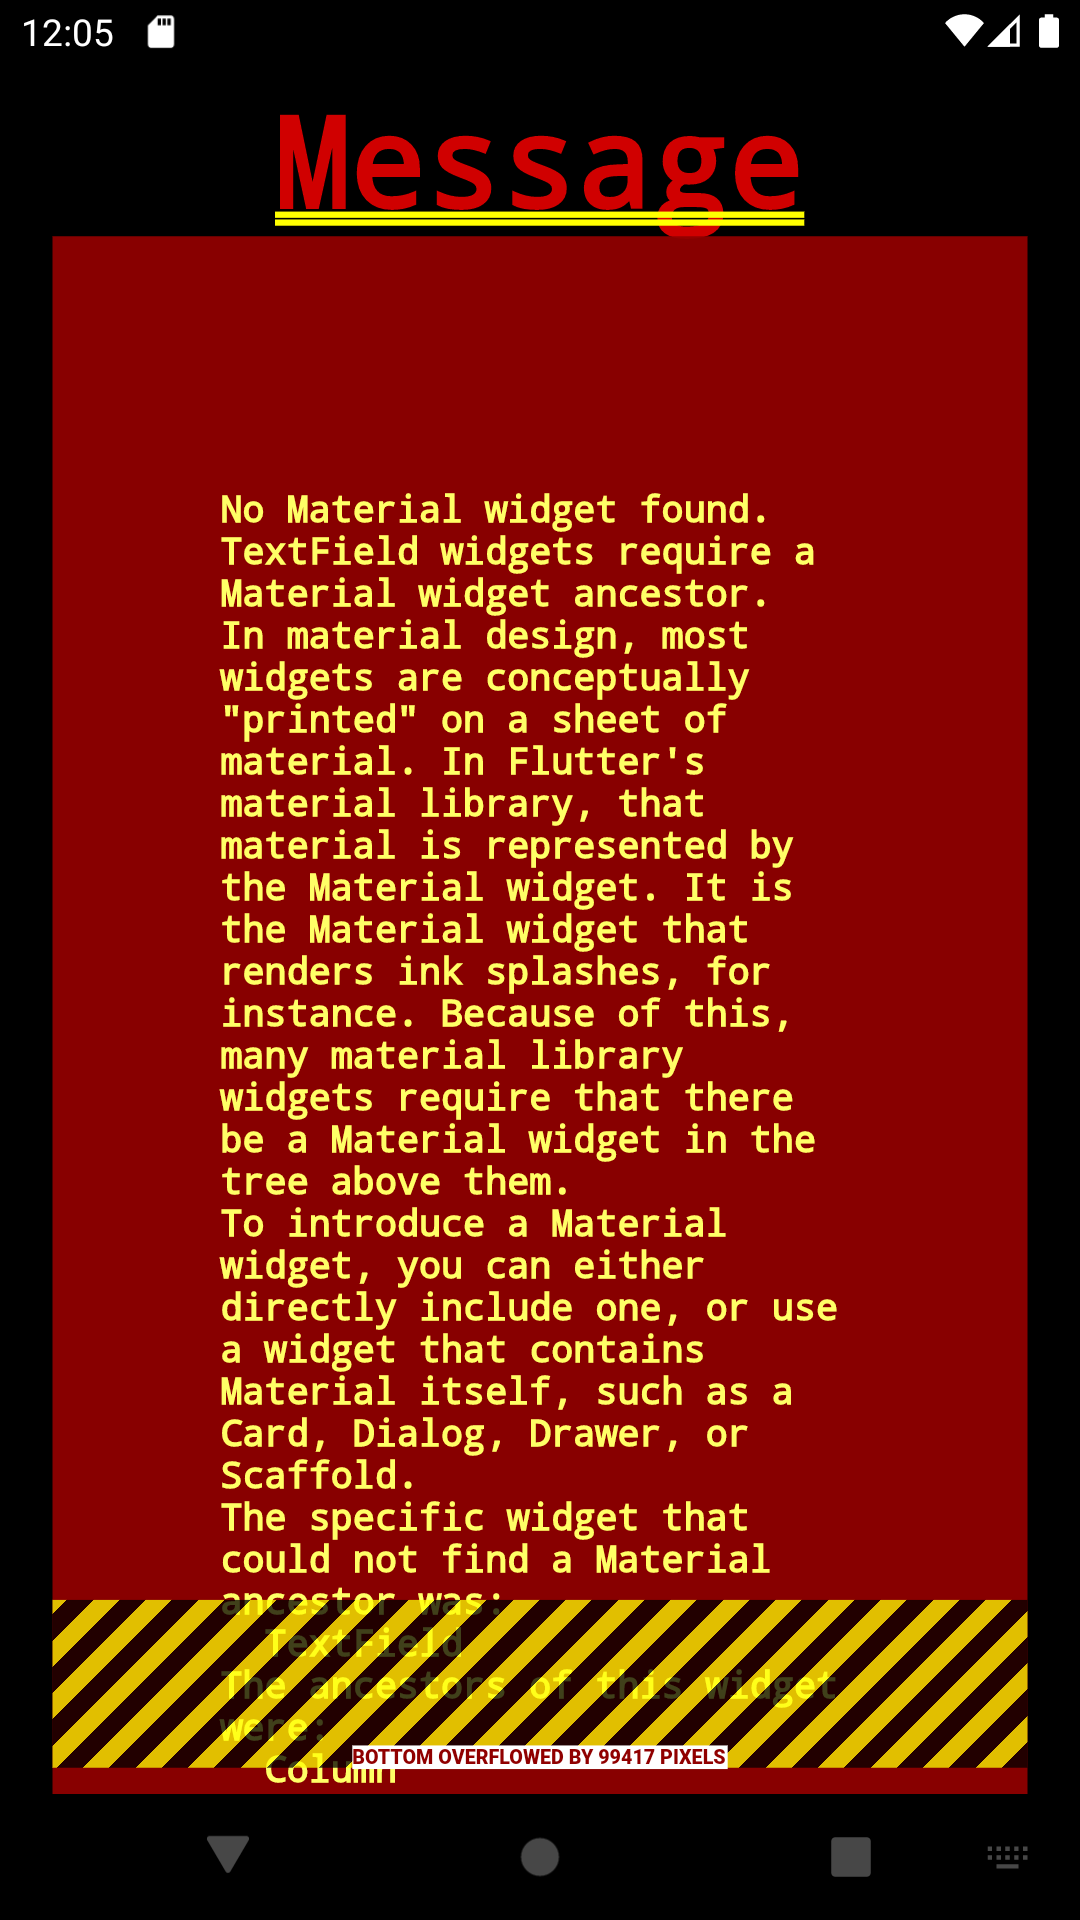 12:05
Message
No Material widget found.
TextField widgets require a
Material widget ancestor.
In material design, most
widgets are conceptually
"printed" on a sheet of
material. In Flutter's
material library, that
material is represented by
the Material widget. It is
the Material widget that
renders ink splashes, for
instance. Because of this,
many material library
widgets require that there
be a Material widget in the
tree above them.
To introduce a Material
widget, you can either
directly include one, or use
a widget that contains
Material itself, such as a
Card, Dialog, Drawer, or
Scaffold.
The specific widget that
could not find a Material
ancestor was:
TextField
The ancestors of this widget
were:
BOTTOM OVERFLOWED BY 99417 PIXELS
Column